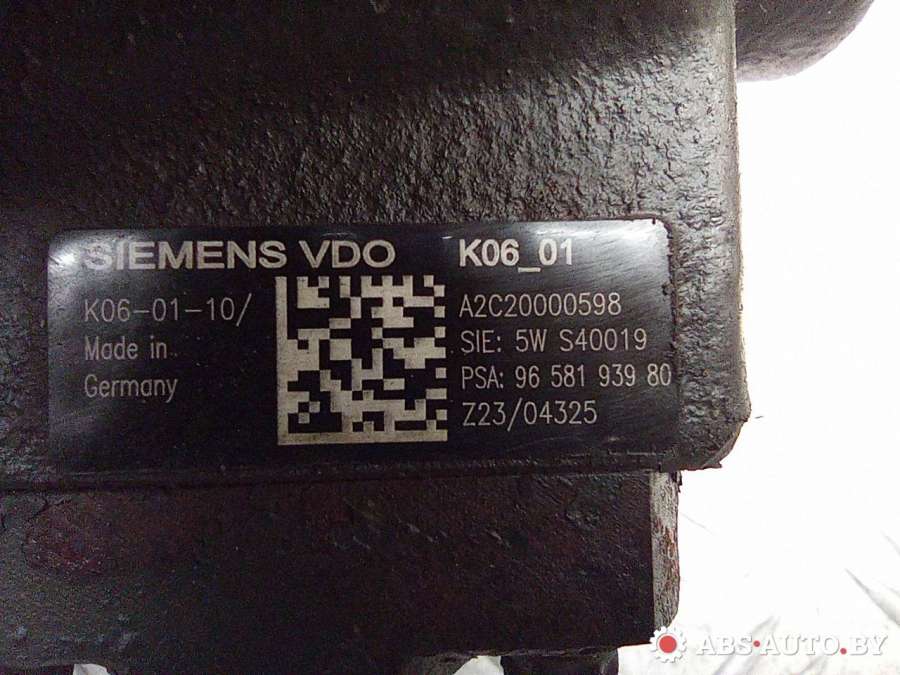 SIEMENS VDO K06_01
K06-01-10/
Made in
Germany
A2C20000598
SIE: 5W S40019
PSA: 96 581 939 80
Z23/04325
ABS-AUTO.BY